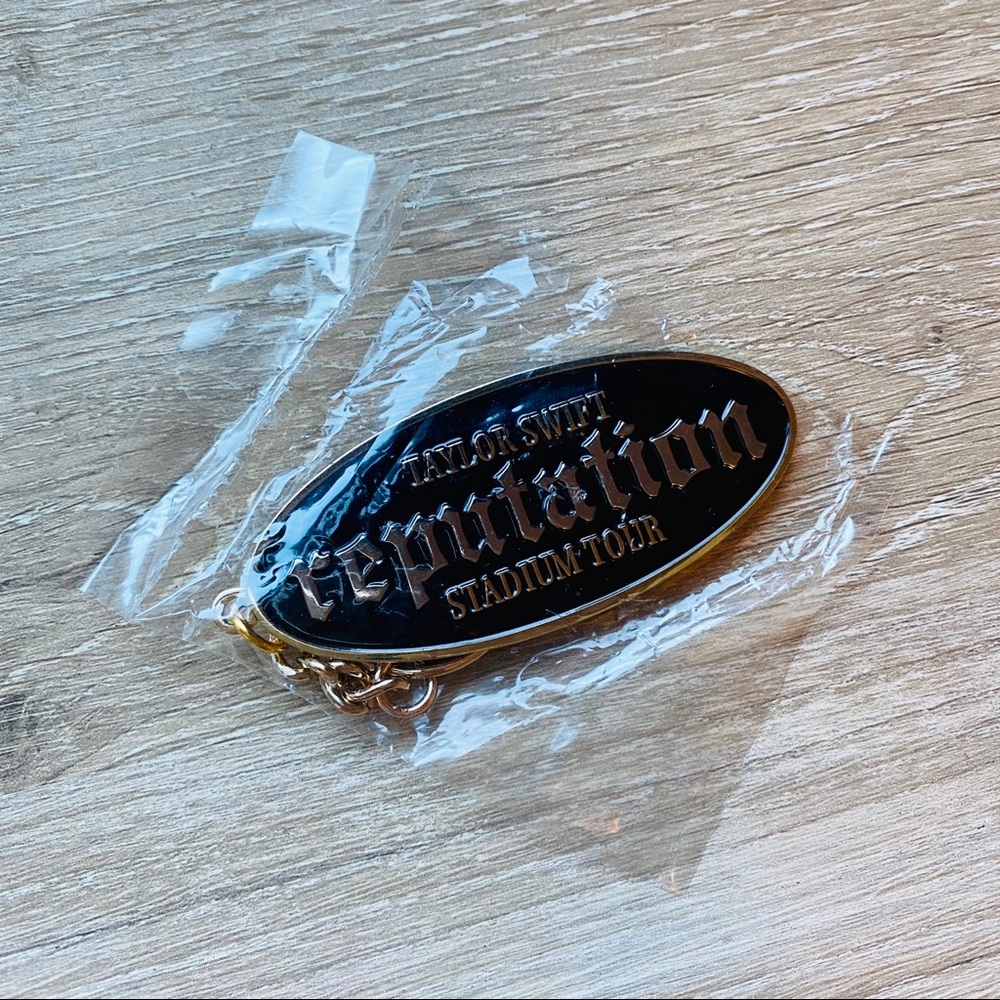 TAYLOR SWIFT
reputation
STADIUM TOUR